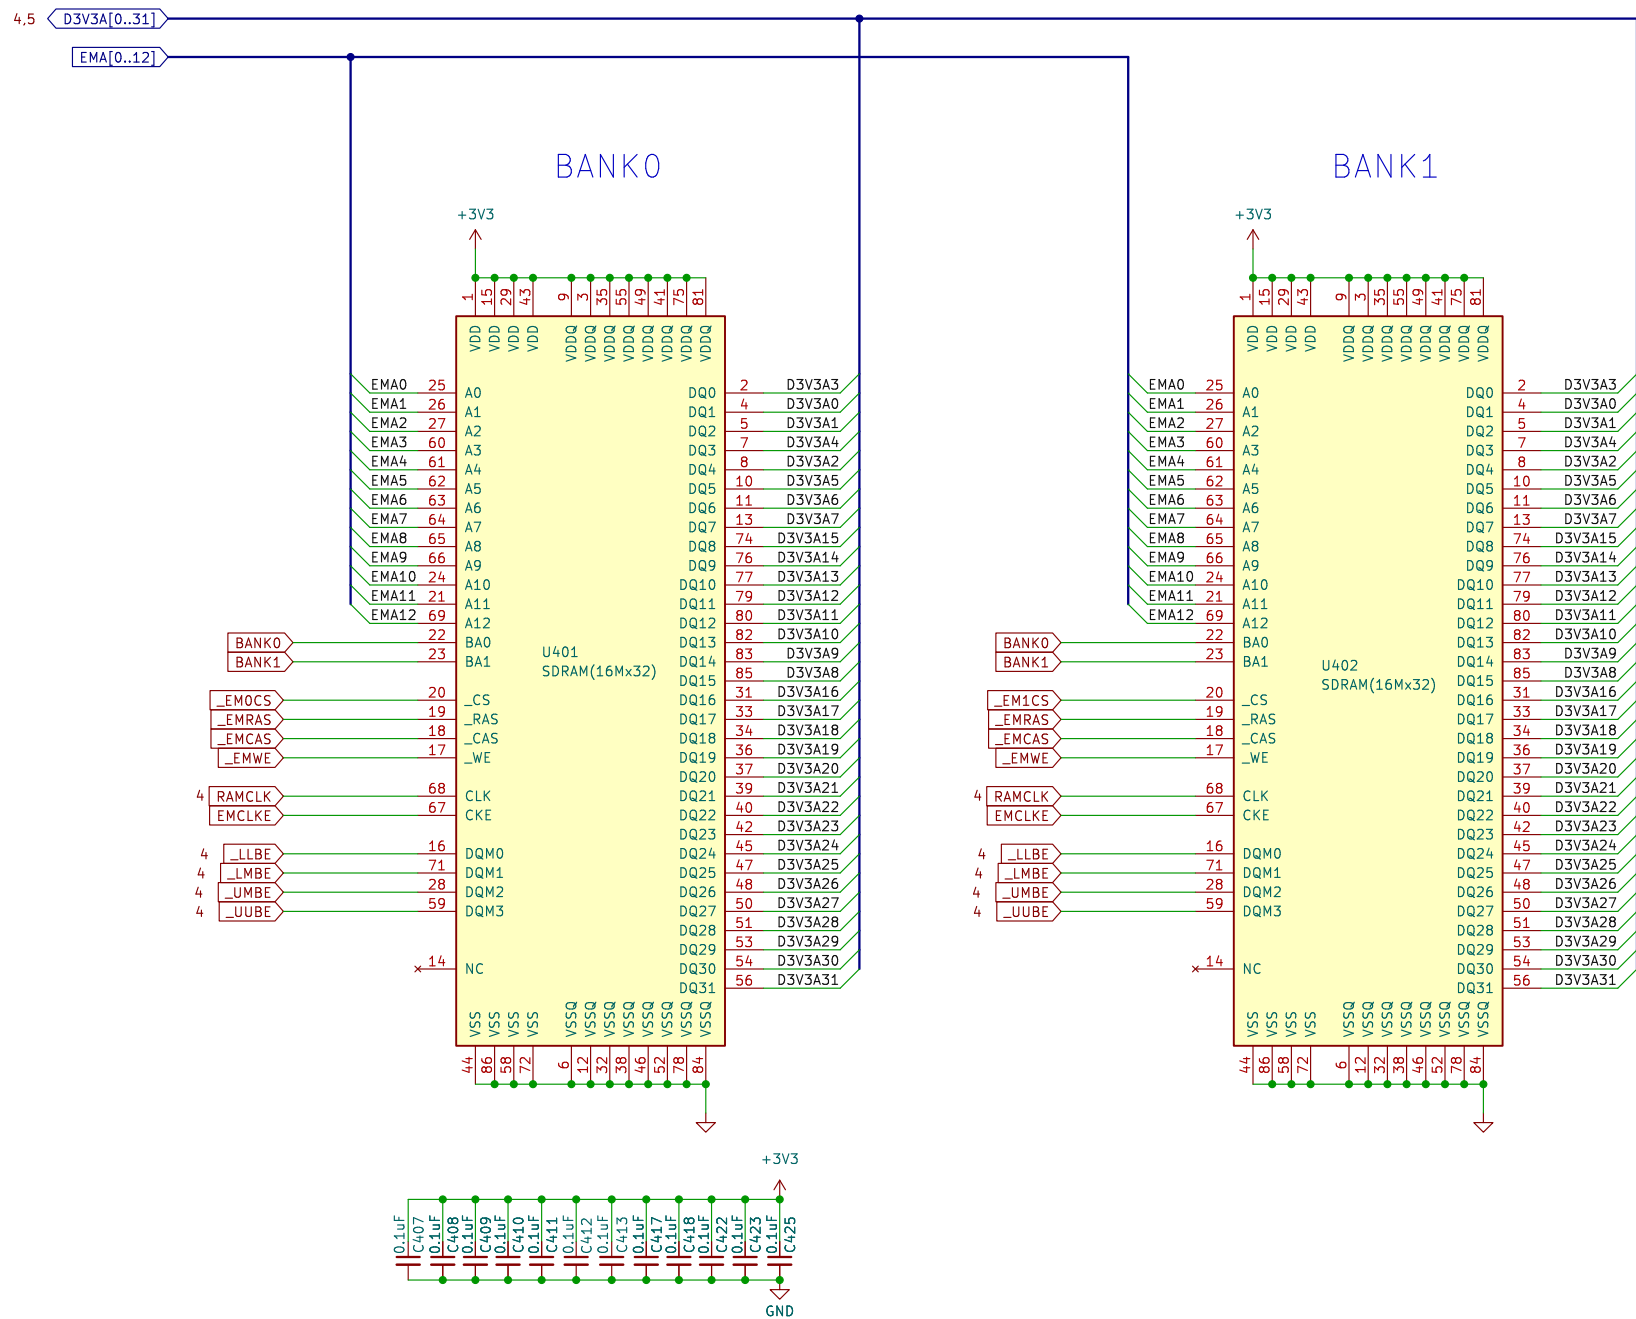 4,5 D3V3A[0..31]
EMA[0..12]
BANK0 BANK1
+3V3 +3V3
1 15 29 43 9 3 35 55 49 41 75 81 1 15 29 43 9 3 35 55 49 41 75 81
VDD VDD VDD VDD VDDQ VDDQ VDDQ VDDQ VDDQ VDDQ VDDQ VDDQ VDD VDD VDD VDD VDDQ VDDQ VDDQ VDDQ VDDQ VDDQ VDDQ VDDQ
EMA0 25 A0 DQ0 2 D3V3A3 EMA0 25 A0 DQ0 2 D3V3A3
EMA1 26 A1 DQ1 4 D3V3A0 EMA1 26 A1 DQ1 4 D3V3A0
EMA2 27 A2 DQ2 5 D3V3A1 EMA2 27 A2 DQ2 5 D3V3A1
EMA3 60 A3 DQ3 7 D3V3A4 EMA3 60 A3 DQ3 7 D3V3A4
EMA4 61 A4 DQ4 8 D3V3A2 EMA4 61 A4 DQ4 8 D3V3A2
EMA5 62 A5 DQ5 10 D3V3A5 EMA5 62 A5 DQ5 10 D3V3A5
EMA6 63 A6 DQ6 11 D3V3A6 EMA6 63 A6 DQ6 11 D3V3A6
EMA7 64 A7 DQ7 13 D3V3A7 EMA7 64 A7 DQ7 13 D3V3A7
EMA8 65 A8 DQ8 74 D3V3A15 EMA8 65 A8 DQ8 74 D3V3A15
EMA9 66 A9 DQ9 76 D3V3A14 EMA9 66 A9 DQ9 76 D3V3A14
EMA10 24 A10 DQ10 77 D3V3A13 EMA10 24 A10 DQ10 77 D3V3A13
EMA11 21 A11 DQ11 79 D3V3A12 EMA11 21 A11 DQ11 79 D3V3A12
EMA12 69 A12 DQ12 80 D3V3A11 EMA12 69 A12 DQ12 80 D3V3A11
BANK0 22 BA0 DQ13 82 D3V3A10 BANK0 22 BA0 DQ13 82 D3V3A10
BANK1 23 BA1 U401 DQ14 83 D3V3A9 BANK1 23 BA1 U402 DQ14 83 D3V3A9
SDRAM(16Mx32) DQ15 85 D3V3A8 SDRAM(16Mx32) DQ15 85 D3V3A8
_EM0CS 20 _CS DQ16 31 D3V3A16 _EM1CS 20 _CS DQ16 31 D3V3A16
_EMRAS 19 _RAS DQ17 33 D3V3A17 _EMRAS 19 _RAS DQ17 33 D3V3A17
_EMCAS 18 _CAS DQ18 34 D3V3A18 _EMCAS 18 _CAS DQ18 34 D3V3A18
_EMWE 17 _WE DQ19 36 D3V3A19 _EMWE 17 _WE DQ19 36 D3V3A19
DQ20 37 D3V3A20 DQ20 37 D3V3A20
4 RAMCLK 68 CLK DQ21 39 D3V3A21 4 RAMCLK 68 CLK DQ21 39 D3V3A21
EMCLKE 67 CKE DQ22 40 D3V3A22 EMCLKE 67 CKE DQ22 40 D3V3A22
DQ23 42 D3V3A23 DQ23 42 D3V3A23
4 _LLBE 16 DQM0 DQ24 45 D3V3A24 4 _LLBE 16 DQM0 DQ24 45 D3V3A24
4 _LMBE 71 DQM1 DQ25 47 D3V3A25 4 _LMBE 71 DQM1 DQ25 47 D3V3A25
4 _UMBE 28 DQM2 DQ26 48 D3V3A26 4 _UMBE 28 DQM2 DQ26 48 D3V3A26
4 _UUBE 59 DQM3 DQ27 50 D3V3A27 4 _UUBE 59 DQM3 DQ27 50 D3V3A27
DQ28 51 D3V3A28 DQ28 51 D3V3A28
DQ29 53 D3V3A29 DQ29 53 D3V3A29
14 NC DQ30 54 D3V3A30 14 NC DQ30 54 D3V3A30
DQ31 56 D3V3A31 DQ31 56 D3V3A31
VSS VSS VSS VSS VSSQ VSSQ VSSQ VSSQ VSSQ VSSQ VSSQ VSSQ VSS VSS VSS VSS VSSQ VSSQ VSSQ VSSQ VSSQ VSSQ VSSQ VSSQ
44 86 58 72 6 12 32 38 46 52 78 84 44 86 58 72 6 12 32 38 46 52 78 84
+3V3
0.1uF C407 0.1uF C408 0.1uF C409 0.1uF C410 0.1uF C411 0.1uF C412 0.1uF C413 0.1uF C417 0.1uF C418 0.1uF C422 0.1uF C423 0.1uF C425
GND